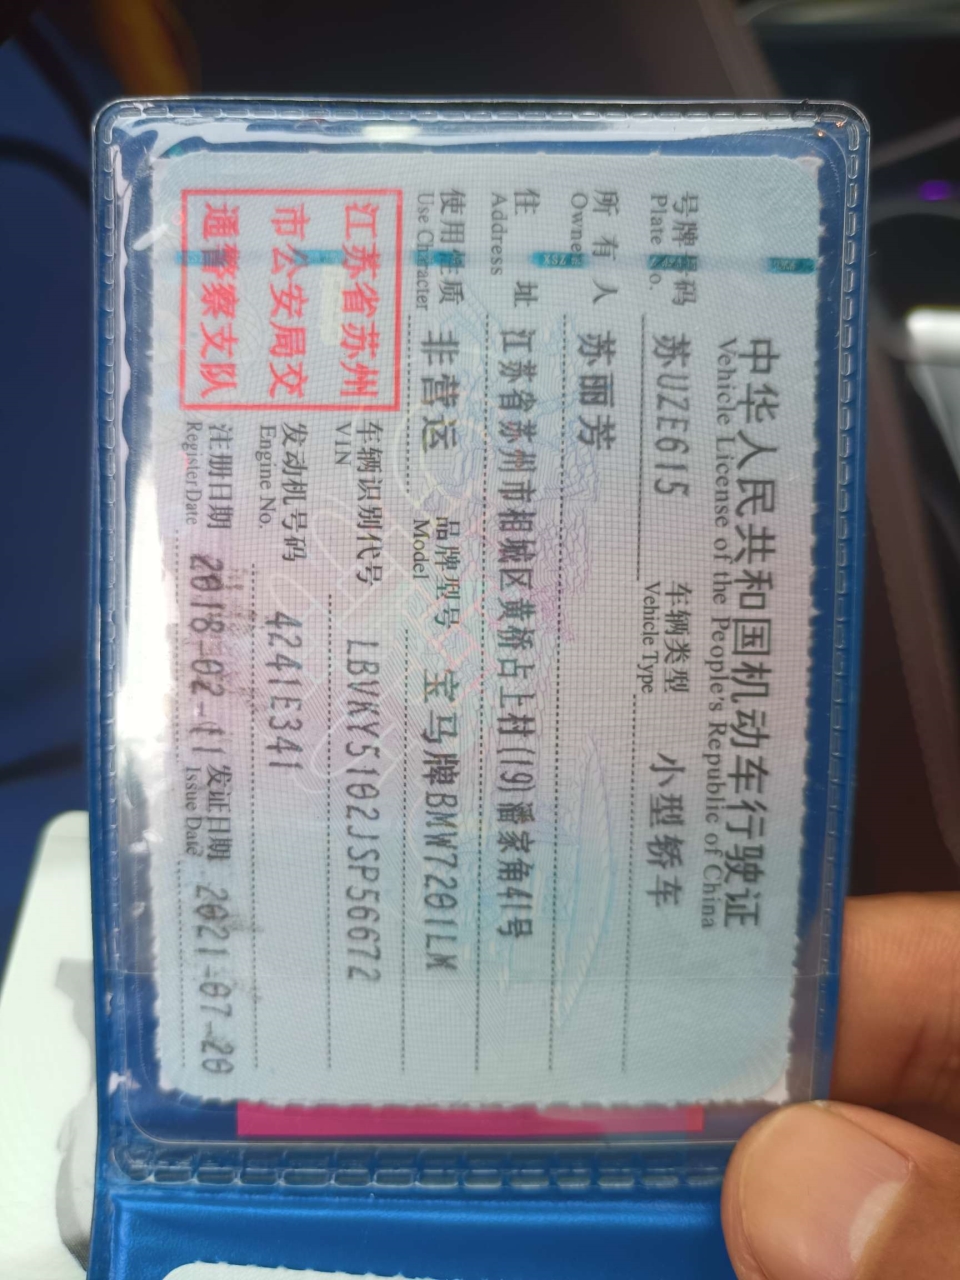 中华人民共和国机动车行驶证
Vehicle License of the People's Republic of China
号牌号码 苏UZE615 车辆类型 小型轿车
Plate No. Vehicle Type
所有人 苏丽芳
Owner
住址 江苏省苏州市相城区黄桥占上村(19)潘家角41号
Address
使用性质 非营运 品牌型号 宝马牌BMW7201LM
Use Character Model
江苏省苏州
市公安局交
通警察支队
车辆识别代号 LBVKY5102JSP56672
VIN
发动机号码 4241E341
Engine No.
注册日期 2018-02-11 发证日期 2021-07-20
Register Date Issue Date